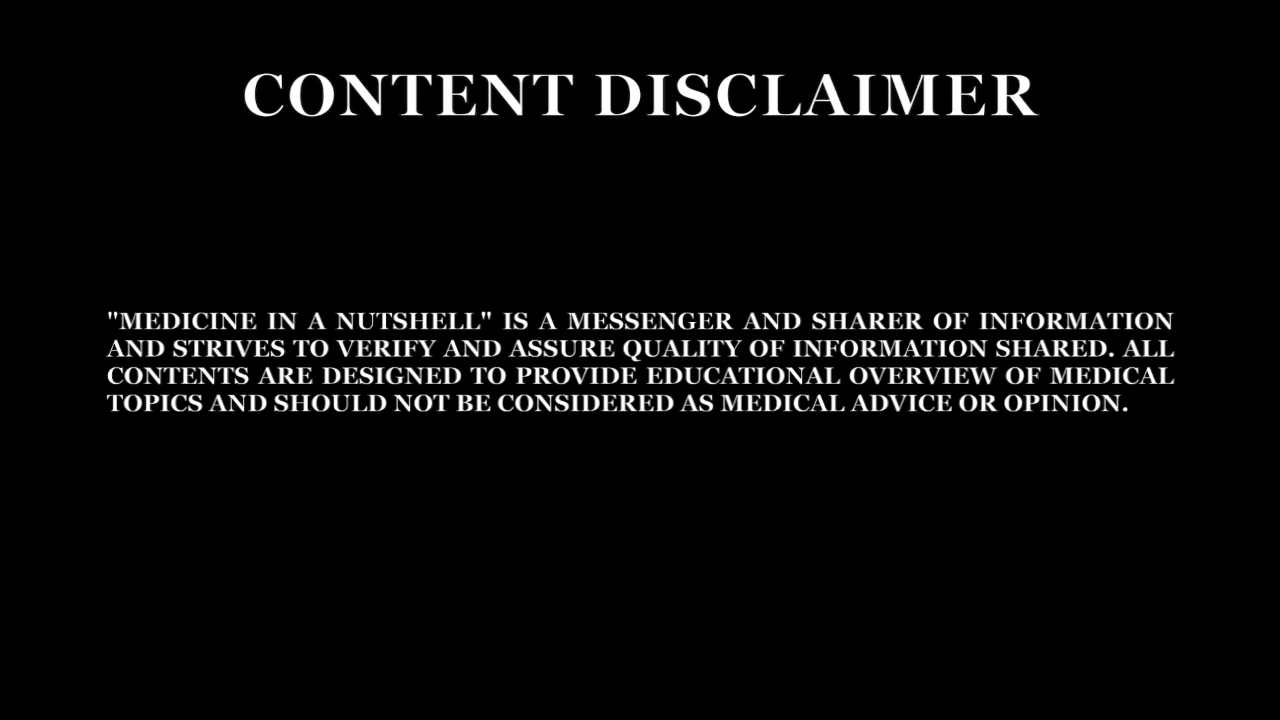 CONTENT DISCLAIMER
"MEDICINE IN A NUTSHELL" IS A MESSENGER AND SHARER OF INFORMATION
AND STRIVES TO VERIFY AND ASSURE QUALITY OF INFORMATION SHARED. ALL
CONTENTS ARE DESIGNED TO PROVIDE EDUCATIONAL OVERVIEW OF MEDICAL
TOPICS AND SHOULD NOT BE CONSIDERED AS MEDICAL ADVICE OR OPINION.